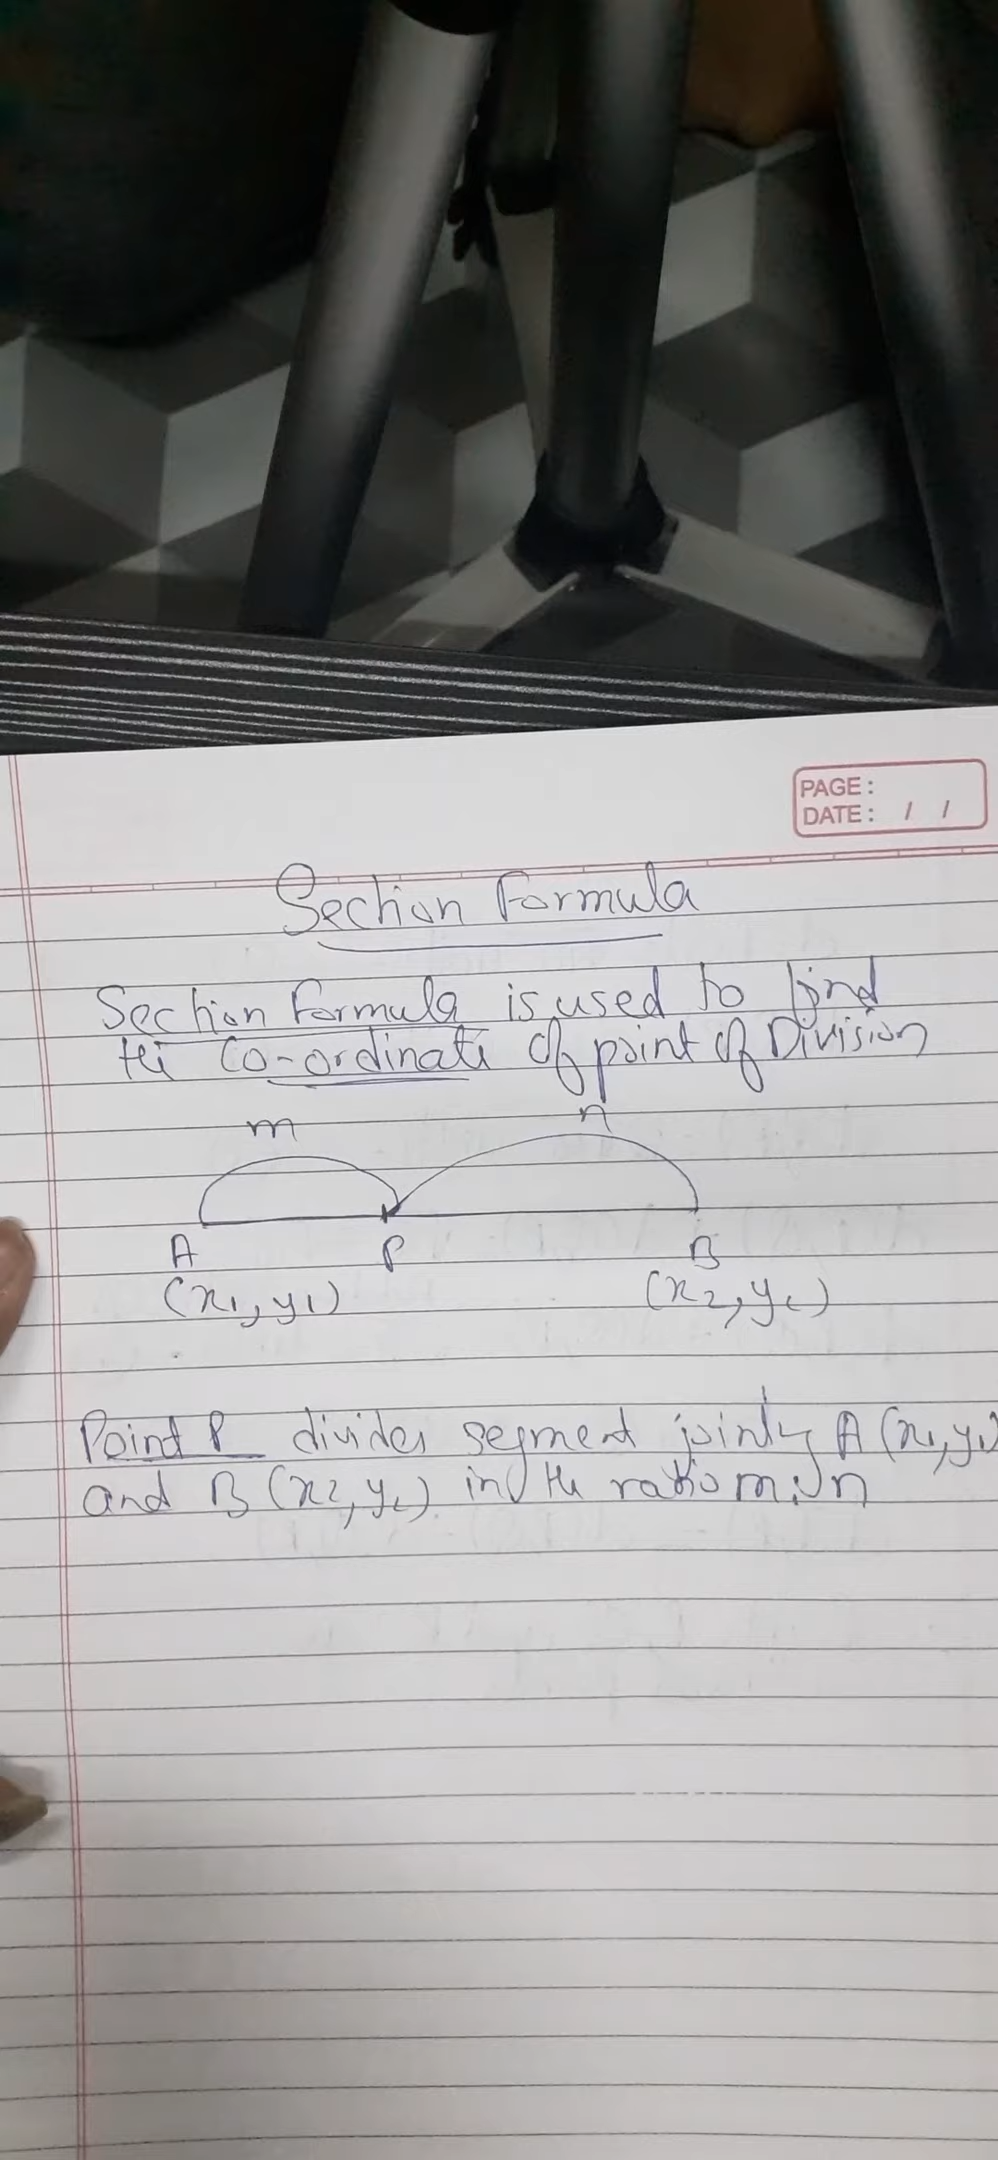 PAGE:
DATE: / /
Section Formula
Section Formula is used to find
the Co-ordinate of point of Division
m n
A P B
(x1, y1) (x2, y2)
Point P divides segment joining A (x1, y1)
and B (x2, y2) in the ratio m:n